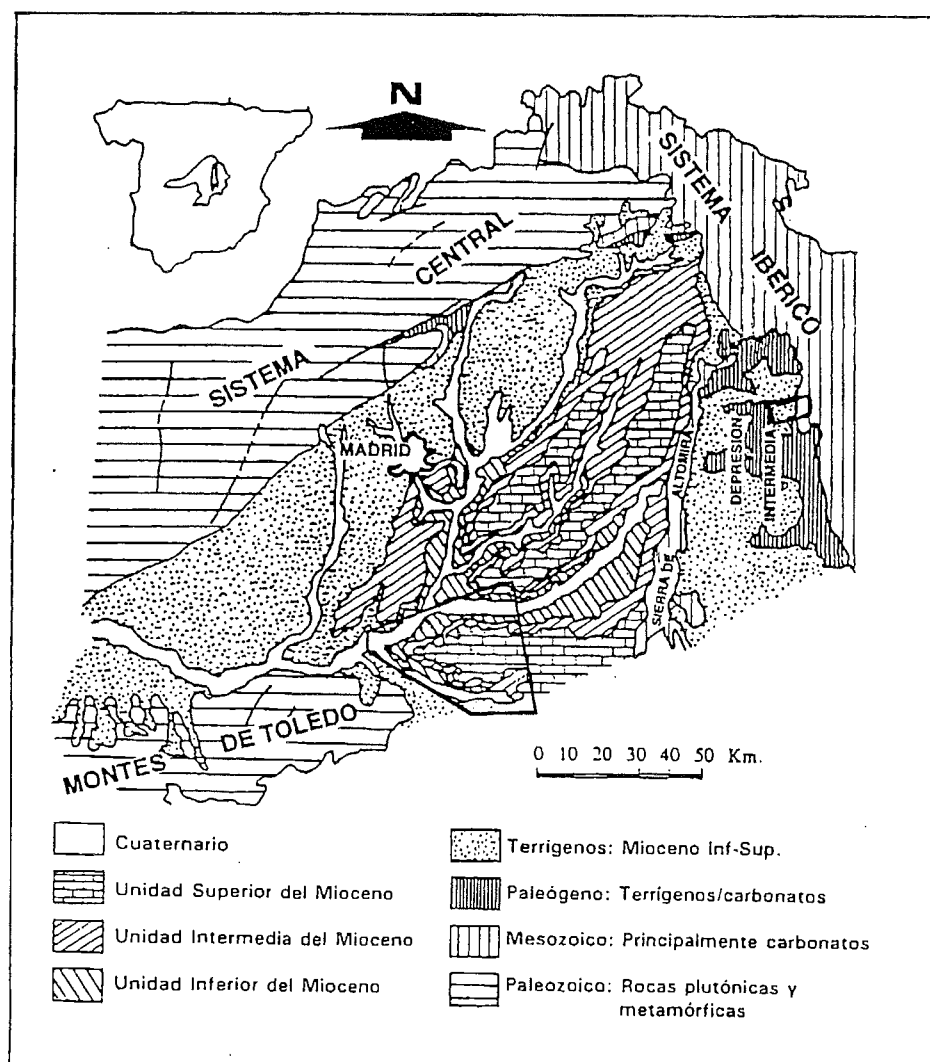 N
SISTEMA
IBERICO
CENTRAL
SISTEMA
MADRID
ALTOMIRA
SIERRA DE
DEPRESION
INTERMEDIA
MONTES DE TOLEDO
0 10 20 30 40 50 Km.
Cuaternario
Unidad Superior del Mioceno
Unidad Intermedia del Mioceno
Unidad Inferior del Mioceno
Terrígenos: Mioceno Inf-Sup.
Paleógeno: Terrígenos/carbonatos
Mesozoico: Principalmente carbonatos
Paleozoico: Rocas plutónicas y
metamórficas